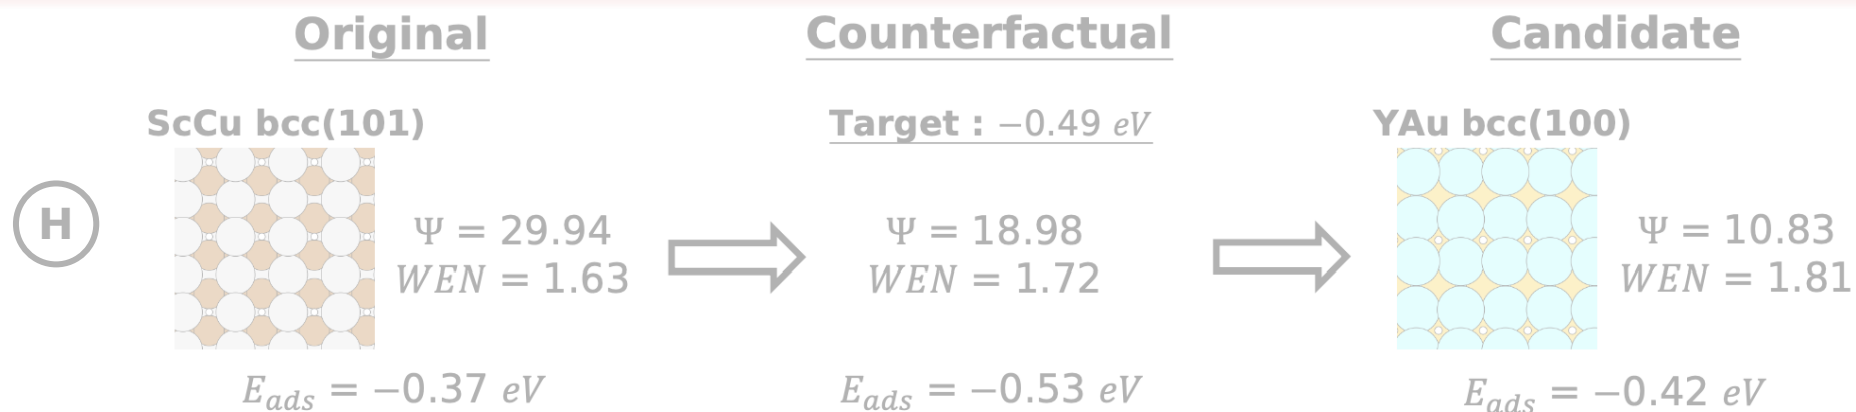 Original
Counterfactual
Candidate
ScCu bcc(101)
Target : −0.49 eV
YAu bcc(100)
H
Ψ = 29.94
WEN = 1.63
Ψ = 18.98
WEN = 1.72
Ψ = 10.83
WEN = 1.81
E_ads = −0.37 eV
E_ads = −0.53 eV
E_ads = −0.42 eV